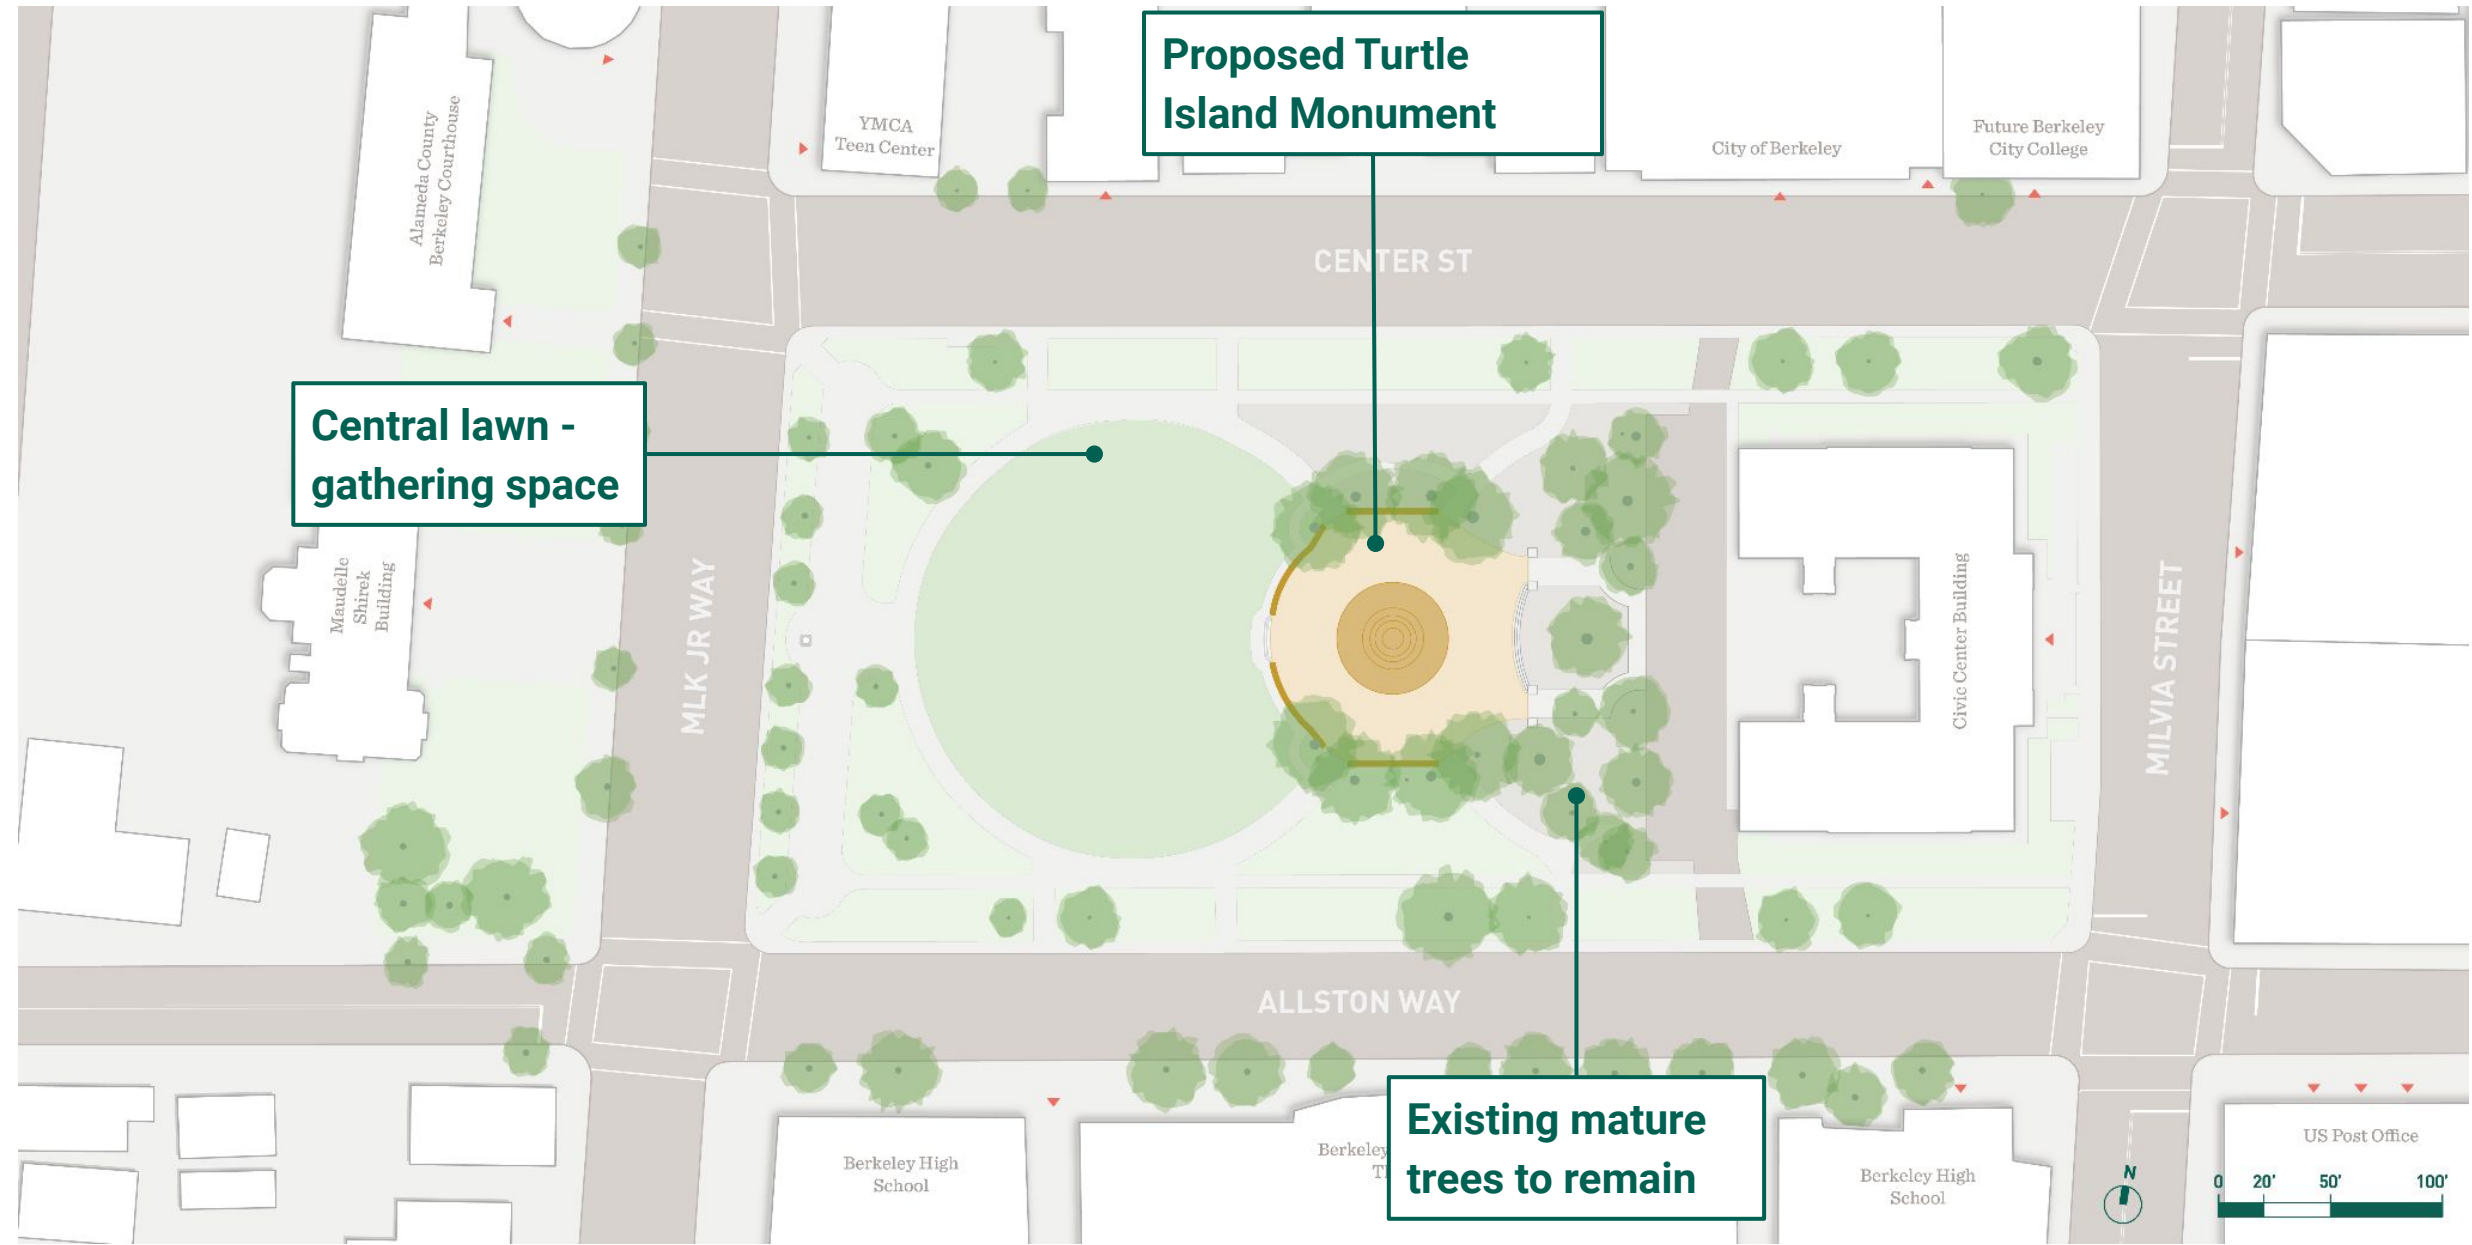 Proposed Turtle
Island Monument
YMCA
Teen Center
City of Berkeley
Future Berkeley
City College
Alameda County
Berkeley Courthouse
CENTER ST
Central lawn -
gathering space
Maudelle
Shirek
Building
MLK JR WAY
Civic Center Building
MILVIA STREET
ALLSTON WAY
Existing mature
trees to remain
Berkeley High
School
Berkeley
Berkeley High
School
US Post Office
N
0 20' 50' 100'